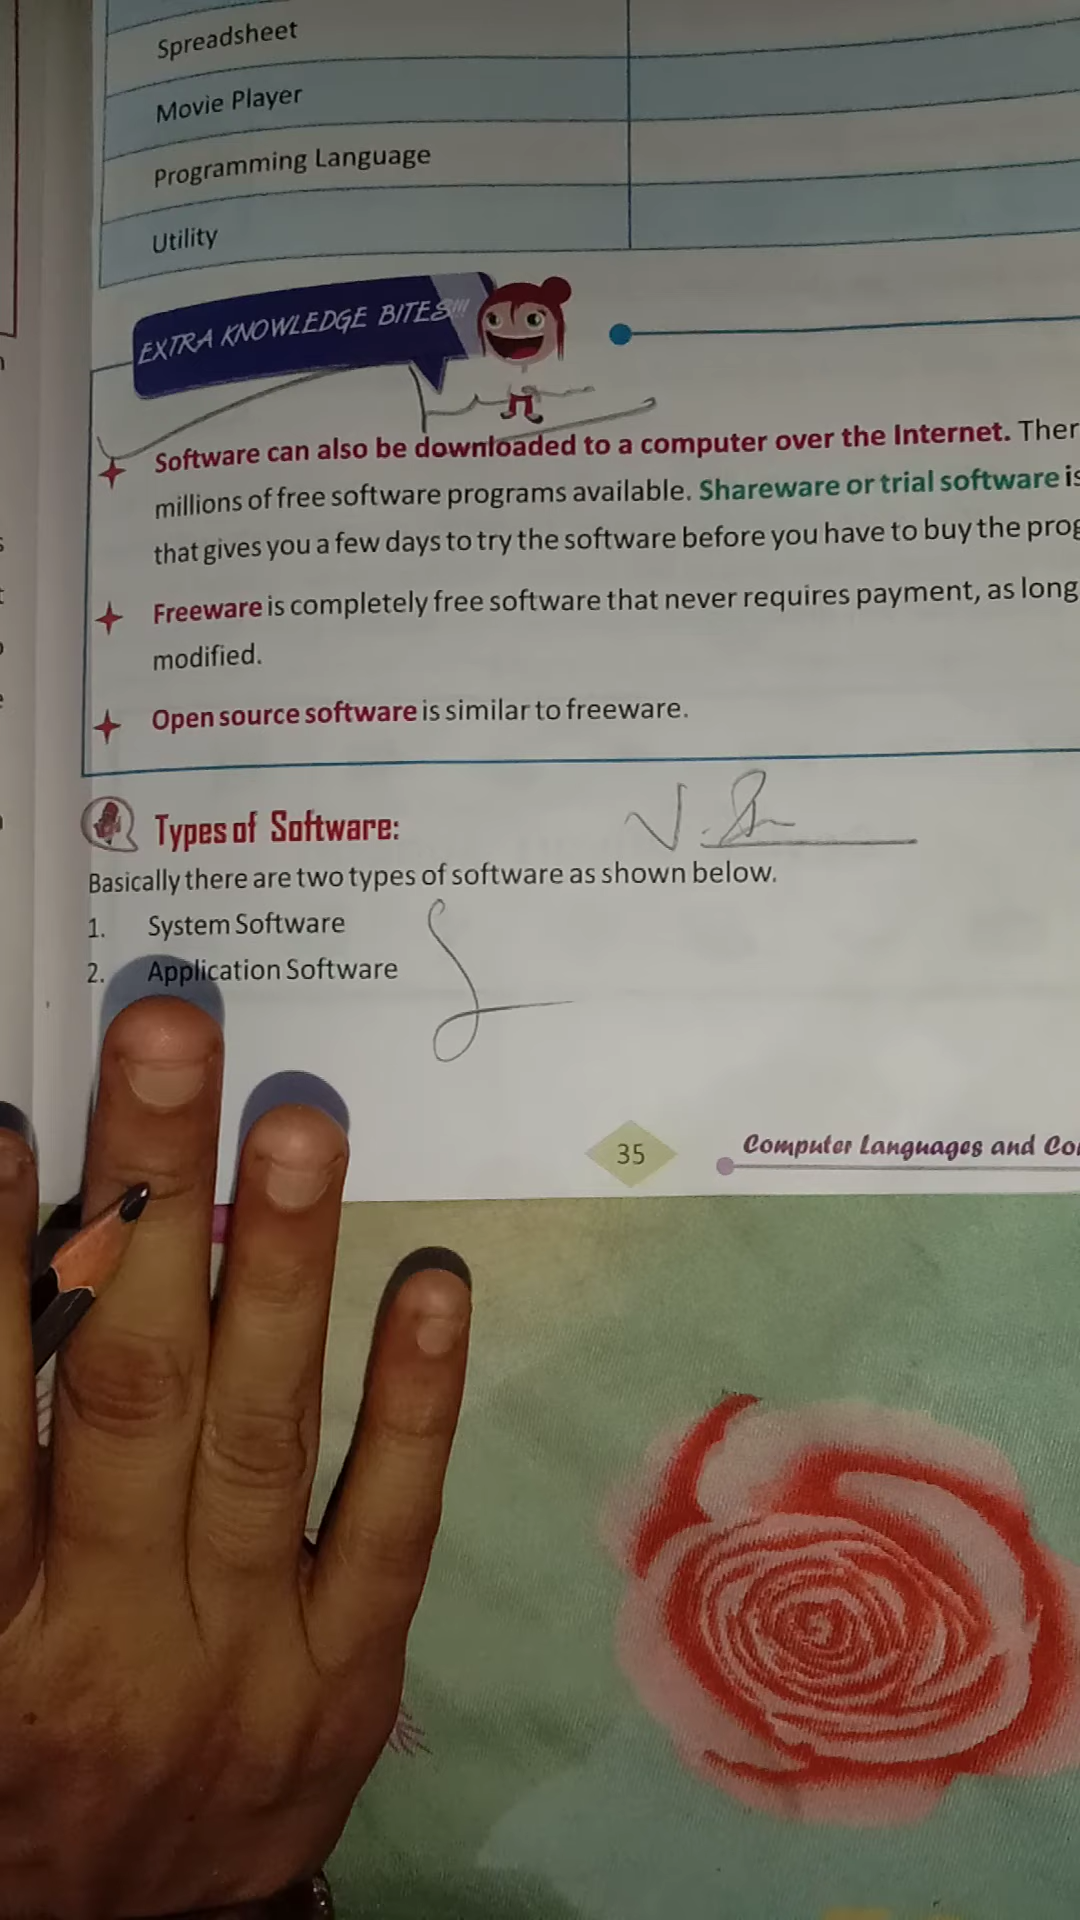 Spreadsheet
Movie Player
Programming Language
Utility
EXTRA KNOWLEDGE BITES!!!
Software can also be downloaded to a computer over the Internet. Ther
millions of free software programs available. Shareware or trial software is
that gives you a few days to try the software before you have to buy the prog
Freeware is completely free software that never requires payment, as long
modified.
Open source software is similar to freeware.
Types of Software:
Basically there are two types of software as shown below.
1. System Software
2. Application Software
35
Computer Languages and Co